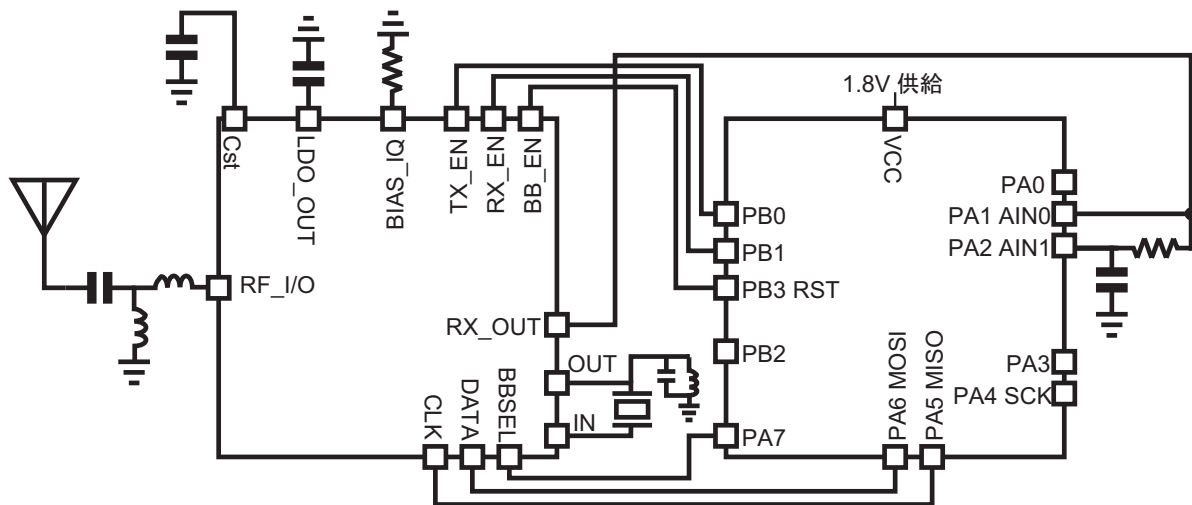 1.8V 供給
Cst
LDO_OUT
BIAS_IQ
TX_EN
RX_EN
BB_EN
VCC
PA0
PB0
PA1 AIN0
PB1
PA2 AIN1
RF_I/O
PB3 RST
RX_OUT
PB2
OUT
PA3
PA4 SCK
IN
CLK
DATA
BBSEL
PA7
PA6 MOSI
PA5 MISO